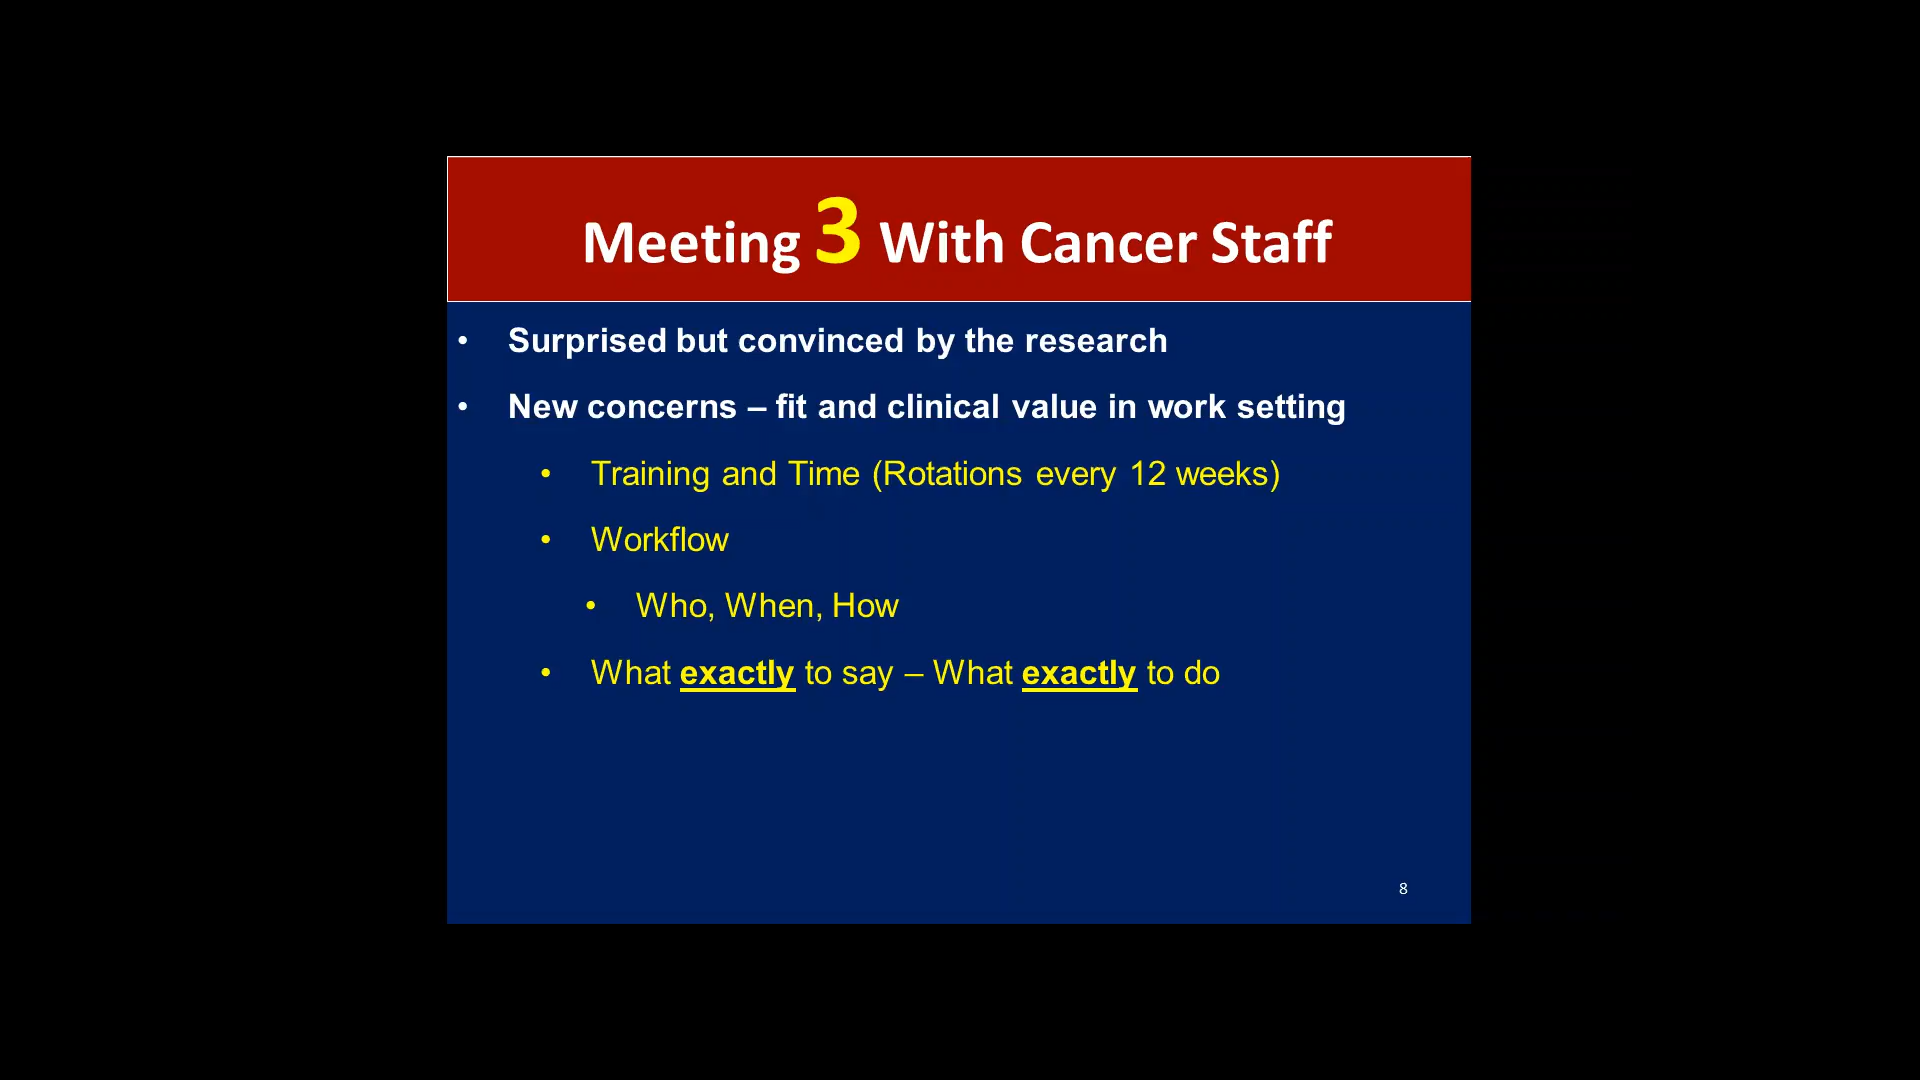 Meeting 3 With Cancer Staff
• Surprised but convinced by the research
• New concerns – fit and clinical value in work setting
• Training and Time (Rotations every 12 weeks)
• Workflow
• Who, When, How
• What exactly to say – What exactly to do
8